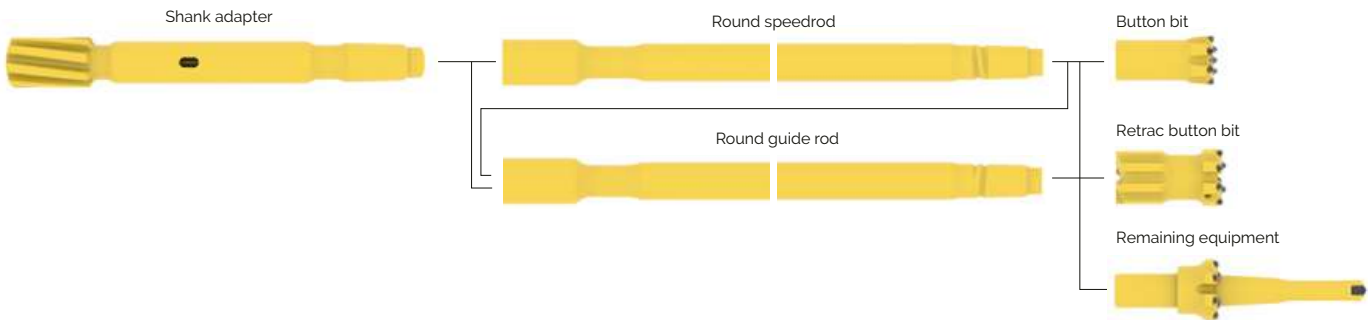 Shank adapter
Round speedrod
Button bit
Round guide rod
Retrac button bit
Remaining equipment